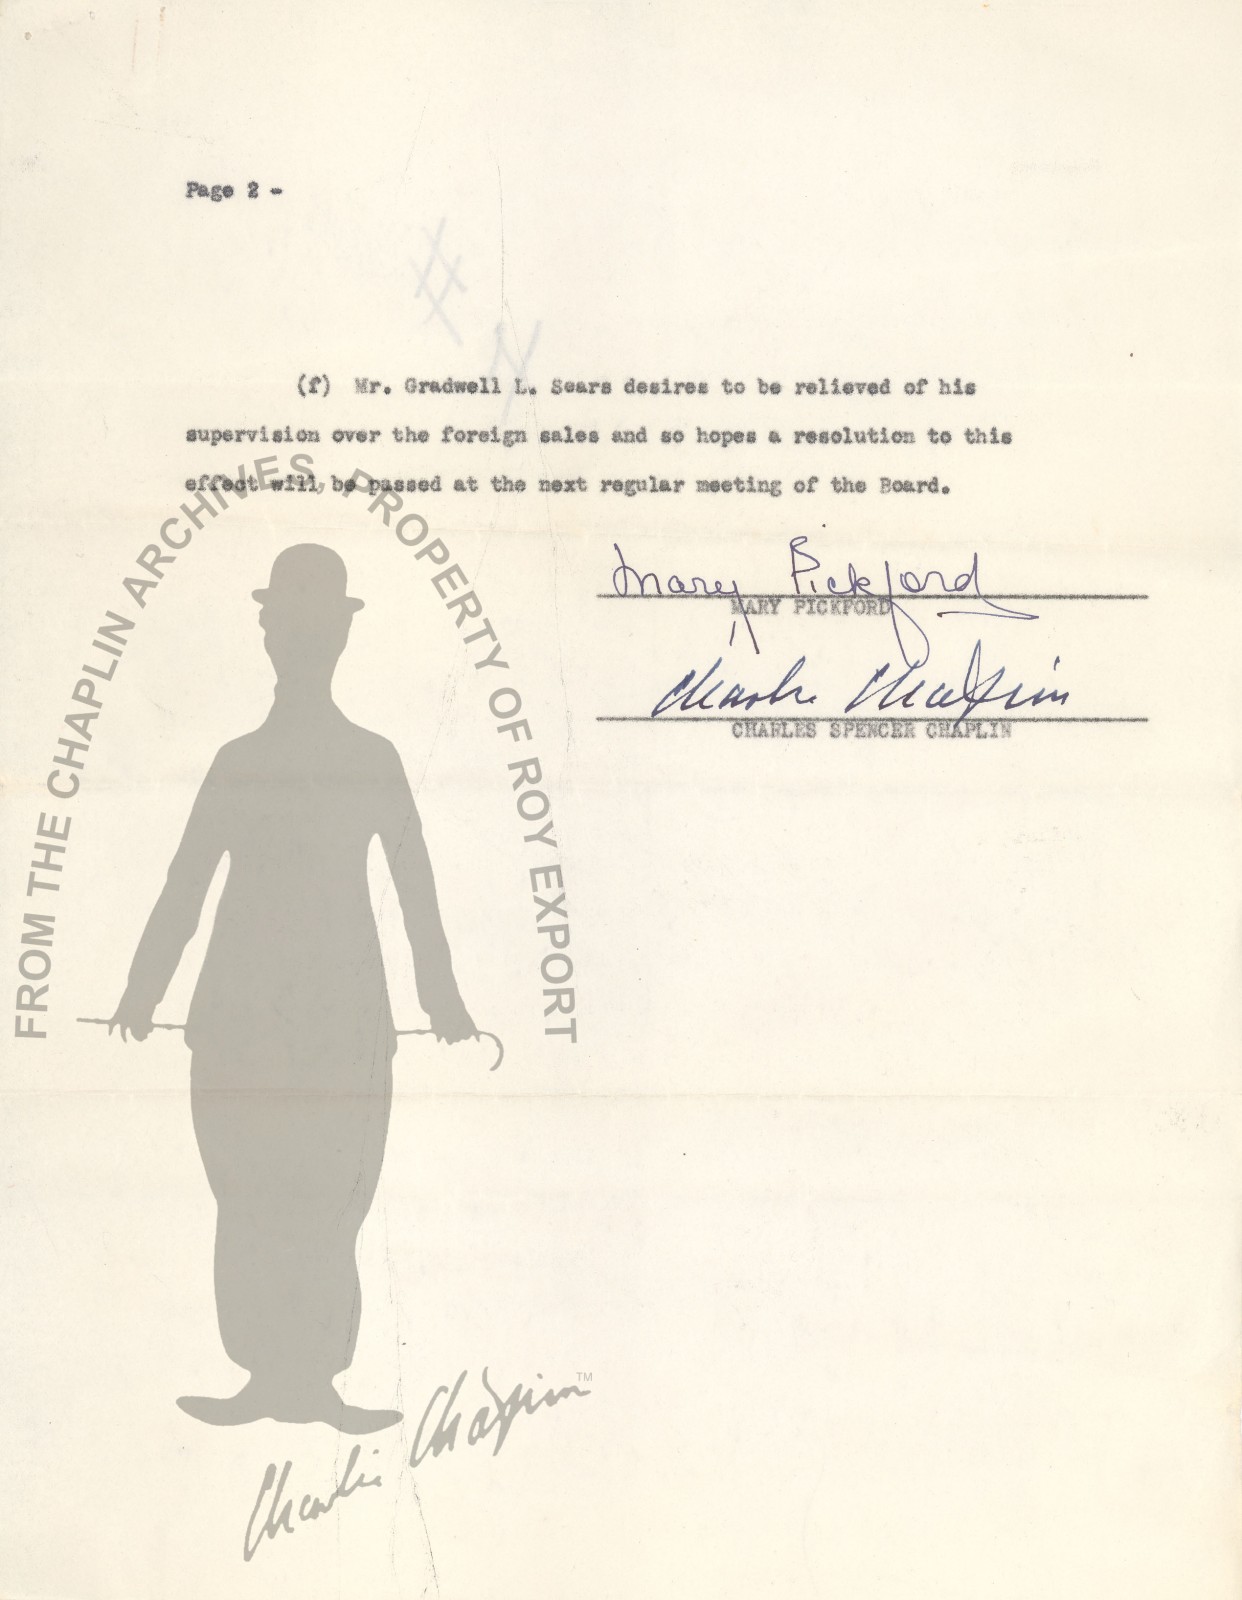 Page 2 -
(f) Mr. Gradwell L. Sears desires to be relieved of his
supervision over the foreign sales and so hopes a resolution to this
effect will, be passed at the next regular meeting of the Board.
Mary Pickford
MARY PICKFORD
Charlie Chaplin
CHARLES SPENCER CHAPLIN
FROM THE CHAPLIN ARCHIVES, PROPERTY OF ROY EXPORT
Charlie Chaplin™